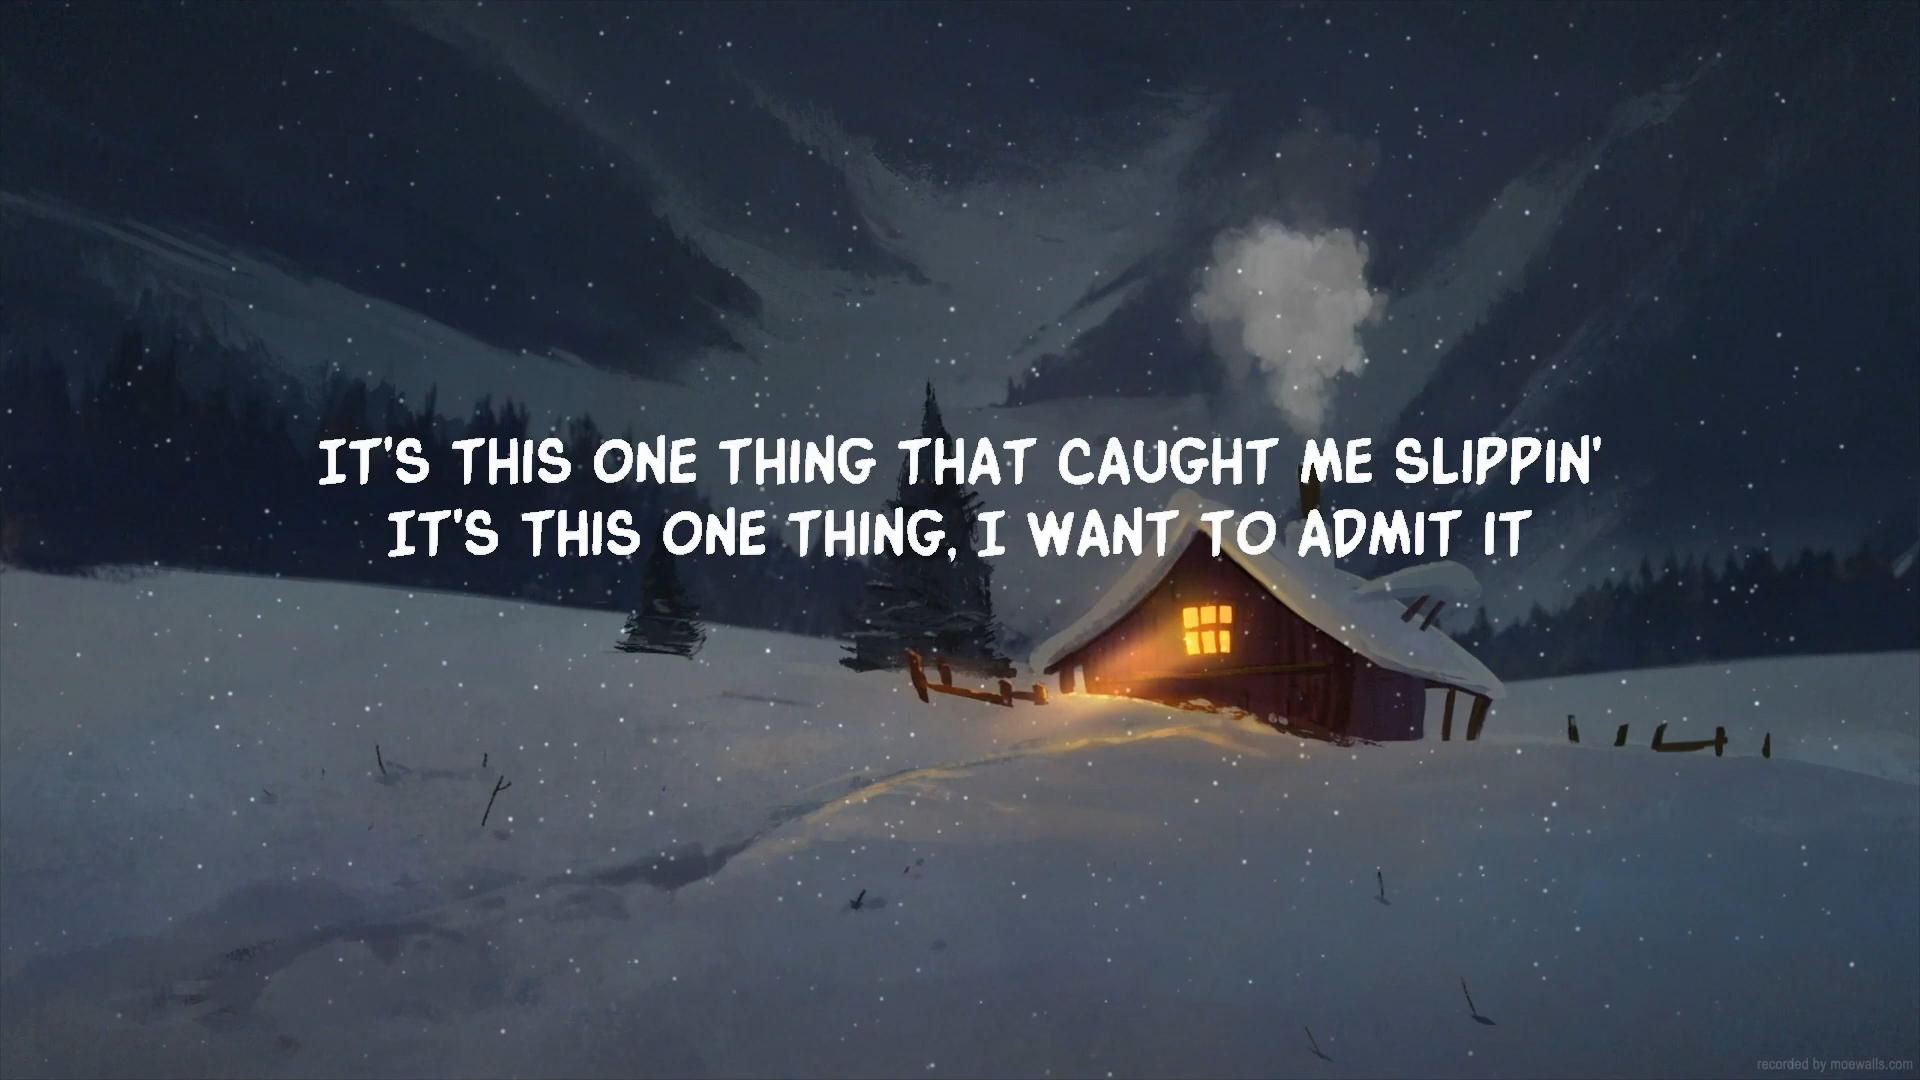 IT'S THIS ONE THING THAT CAUGHT ME SLIPPIN'
IT'S THIS ONE THING, I WANT TO ADMIT IT
recorded by moewalls.com